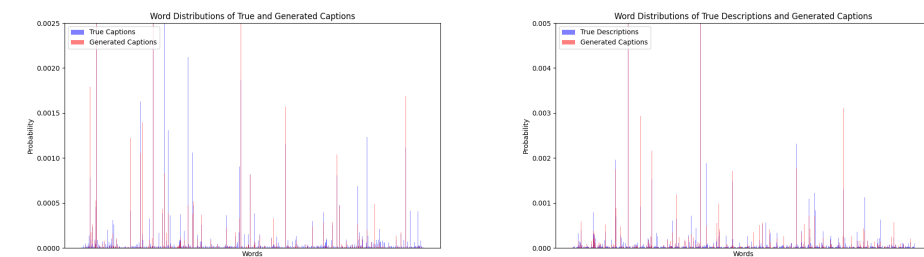 Word Distributions of True and Generated Captions
True Captions
Generated Captions
0.0025
0.0020
0.0015
0.0010
0.0005
0.0000
Probability
Words
Word Distributions of True Descriptions and Generated Captions
True Descriptions
Generated Captions
0.005
0.004
0.003
0.002
0.001
0.000
Probability
Words